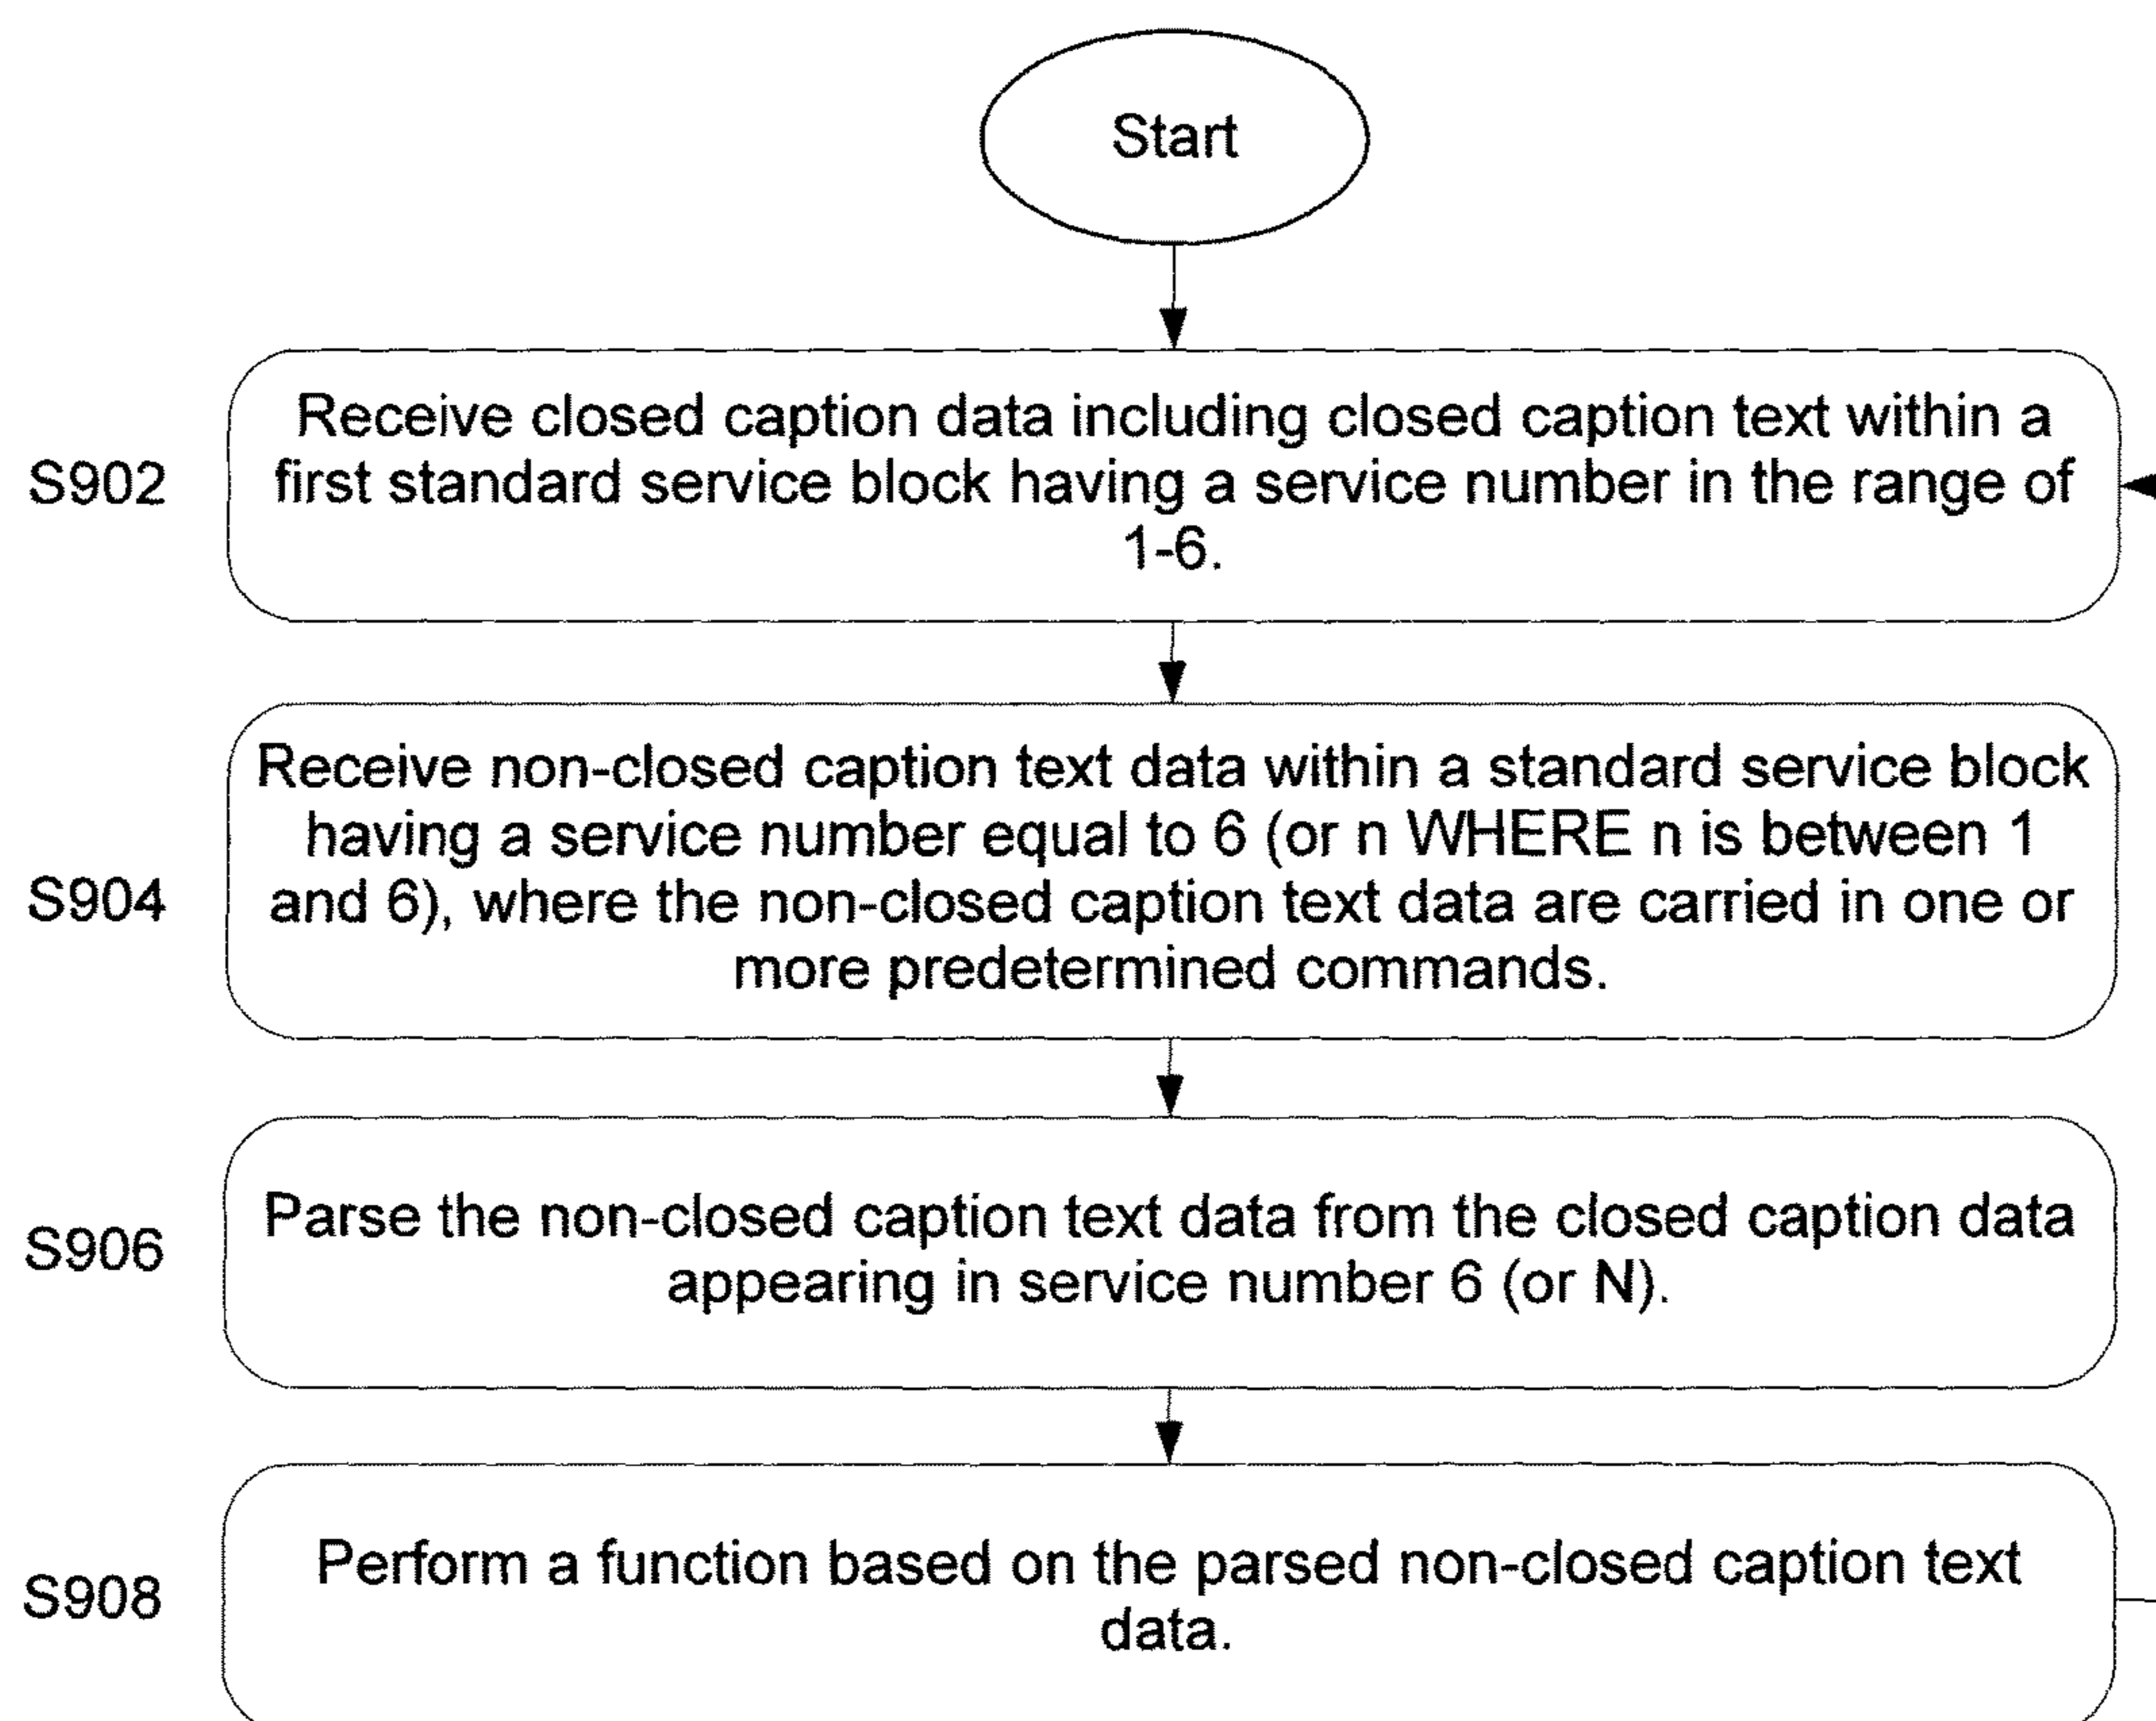 Start
Receive closed caption data including closed caption text within a
S902
first standard service block having a service number in the range of
1-6.
Receive non-closed caption text data within a standard service block
having a service number equal to 6 (or n WHERE n is between 1
S904
and 6), where the non-closed caption text data are carried in one or
more predetermined commands.
Parse the non-closed caption text data from the closed caption data
S906
appearing in service number 6 (or N).
Perform a function based on the parsed non-closed caption text
S908
data.